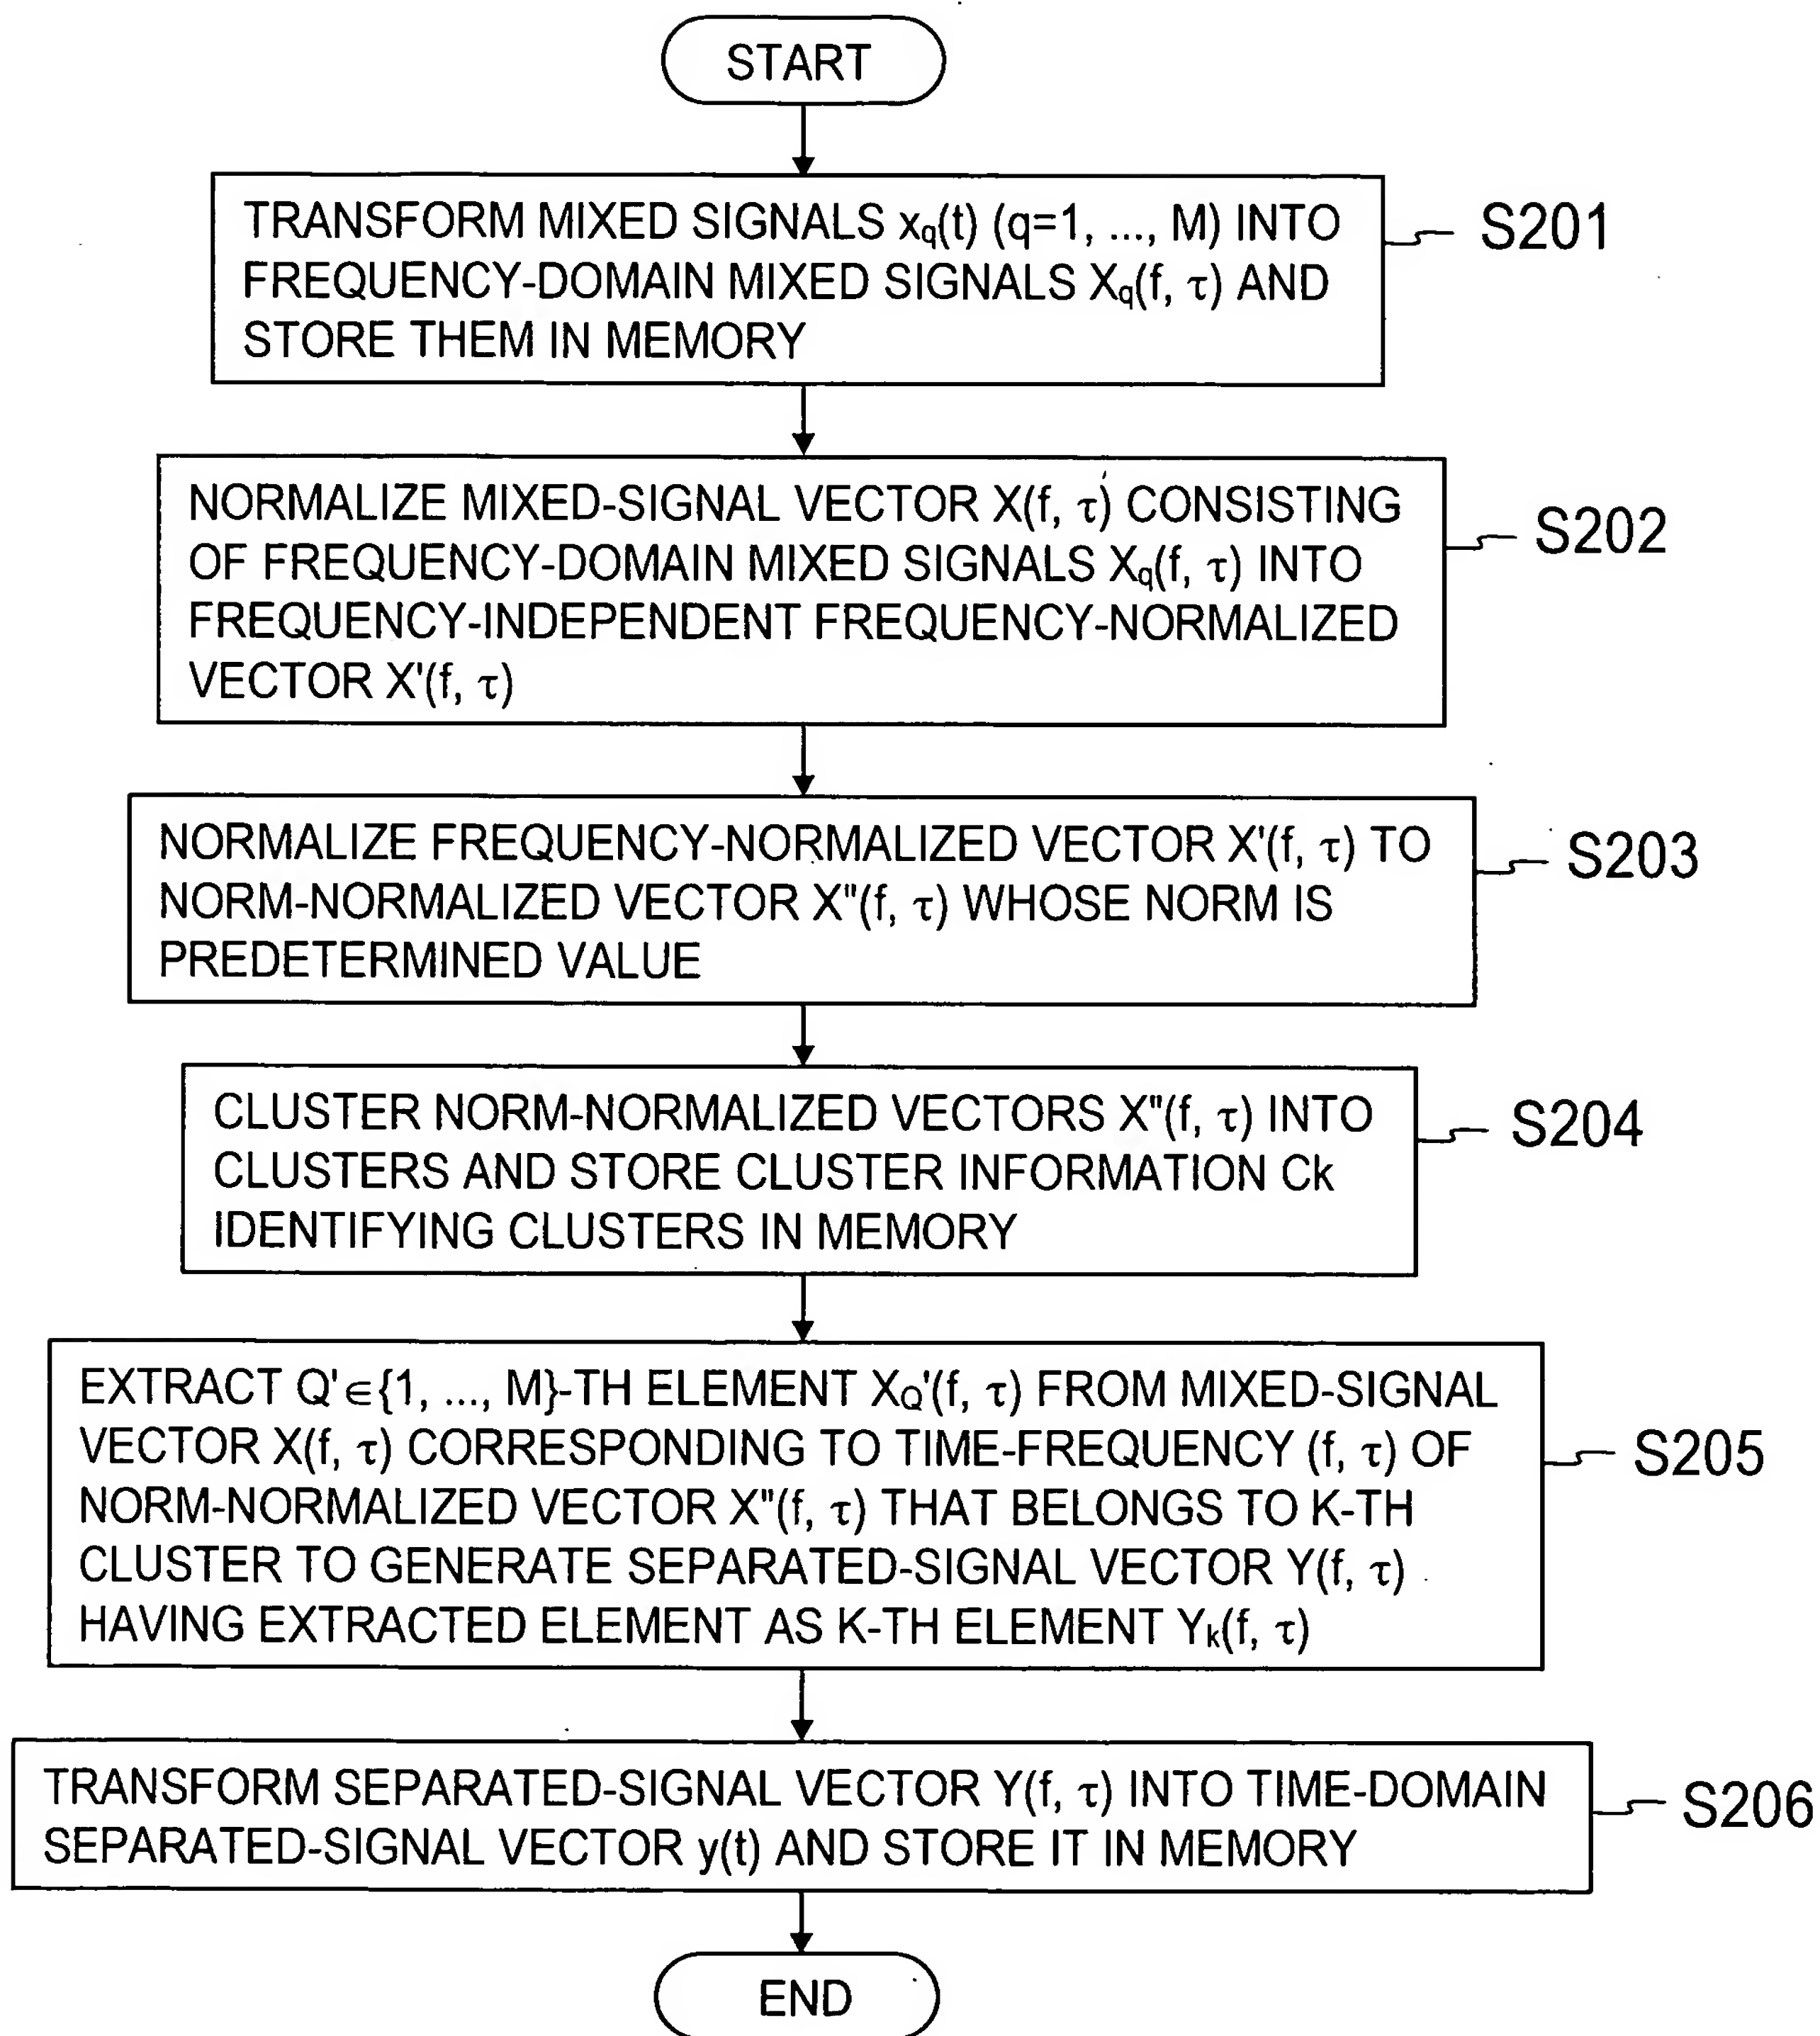 START
TRANSFORM MIXED SIGNALS xq(t) (q=1, ..., M) INTO
FREQUENCY-DOMAIN MIXED SIGNALS Xq(f, τ) AND
STORE THEM IN MEMORY
S201
NORMALIZE MIXED-SIGNAL VECTOR X(f, τ) CONSISTING
OF FREQUENCY-DOMAIN MIXED SIGNALS Xq(f, τ) INTO
FREQUENCY-INDEPENDENT FREQUENCY-NORMALIZED
VECTOR X'(f, τ)
S202
NORMALIZE FREQUENCY-NORMALIZED VECTOR X'(f, τ) TO
NORM-NORMALIZED VECTOR X"(f, τ) WHOSE NORM IS
PREDETERMINED VALUE
S203
CLUSTER NORM-NORMALIZED VECTORS X"(f, τ) INTO
CLUSTERS AND STORE CLUSTER INFORMATION Ck
IDENTIFYING CLUSTERS IN MEMORY
S204
EXTRACT Q'∈{1, ..., M}-TH ELEMENT XQ'(f, τ) FROM MIXED-SIGNAL
VECTOR X(f, τ) CORRESPONDING TO TIME-FREQUENCY (f, τ) OF
NORM-NORMALIZED VECTOR X"(f, τ) THAT BELONGS TO K-TH
CLUSTER TO GENERATE SEPARATED-SIGNAL VECTOR Y(f, τ)
HAVING EXTRACTED ELEMENT AS K-TH ELEMENT Yk(f, τ)
S205
TRANSFORM SEPARATED-SIGNAL VECTOR Y(f, τ) INTO TIME-DOMAIN
SEPARATED-SIGNAL VECTOR y(t) AND STORE IT IN MEMORY
S206
END